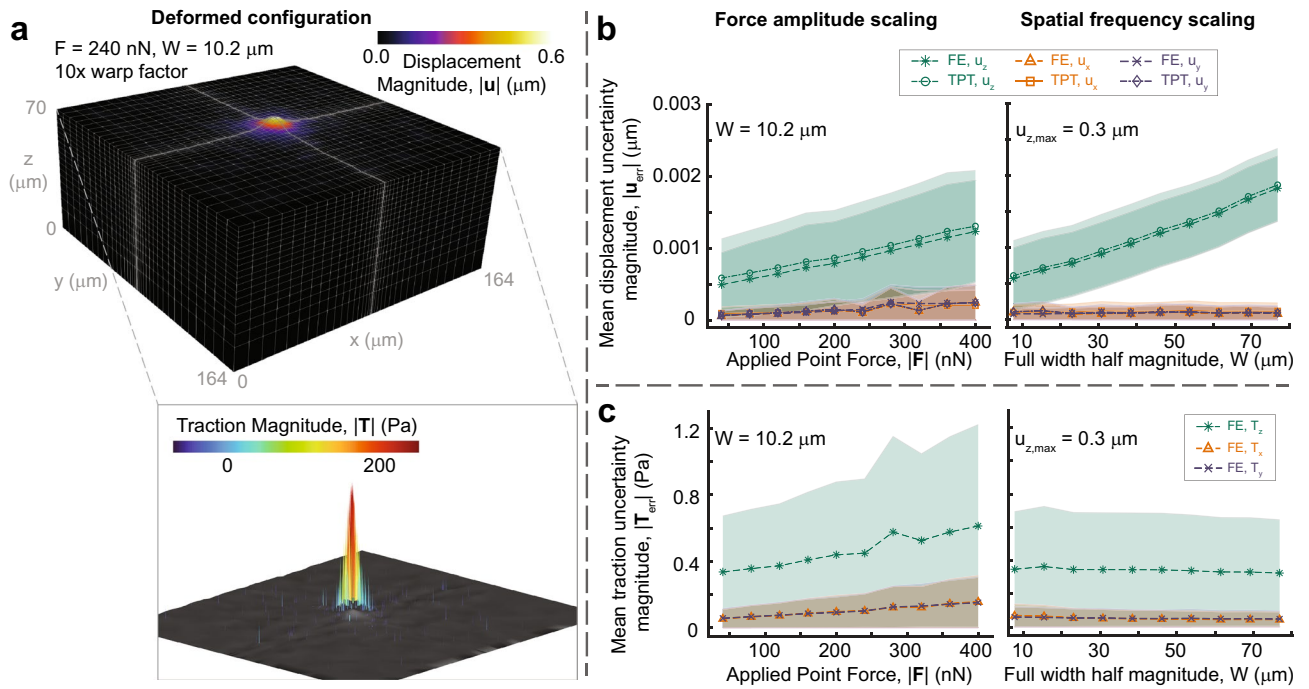 a
Deformed configuration
F = 240 nN, W = 10.2 μm
10x warp factor
0.0
0.6
Displacement
Magnitude, |u| (μm)
70
z
(μm)
0
y (μm)
164
0
x (μm)
164
Traction Magnitude, |T| (Pa)
0
200
b
Force amplitude scaling
Spatial frequency scaling
FE, u_z
FE, u_x
FE, u_y
TPT, u_z
TPT, u_x
TPT, u_y
Mean displacement uncertainty
magnitude, |u_err| (μm)
0.003
0.002
0.001
0
W = 10.2 μm
100
200
300
400
Applied Point Force, |F| (nN)
u_z,max = 0.3 μm
10
30
50
70
Full width half magnitude, W (μm)
c
Mean traction uncertainty
magnitude, |T_err| (Pa)
1.2
0.8
0.4
0
W = 10.2 μm
100
200
300
400
Applied Point Force, |F| (nN)
u_z,max = 0.3 μm
FE, T_z
FE, T_x
FE, T_y
10
30
50
70
Full width half magnitude, W (μm)